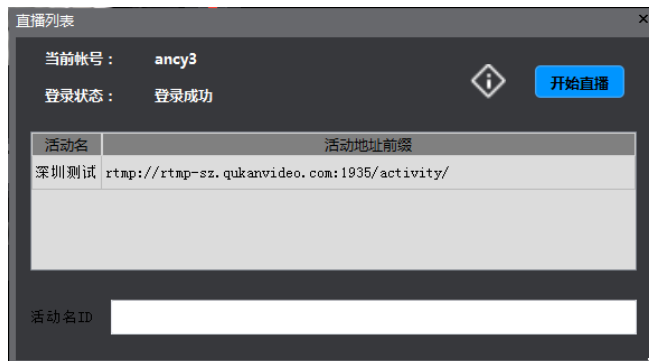 直播列表
当前帐号： ancy3
登录状态： 登录成功
开始直播
活动名 活动地址前缀
深圳测试 rtmp://rtmp-sz.qukanvideo.com:1935/activity/
活动名ID